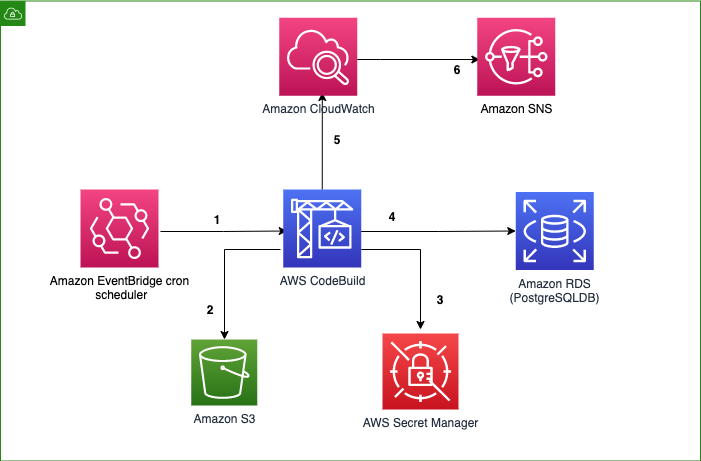 Amazon CloudWatch
6
Amazon SNS
5
1
4
Amazon EventBridge cron
scheduler
AWS CodeBuild
Amazon RDS
(PostgreSQLDB)
2
3
Amazon S3
AWS Secret Manager